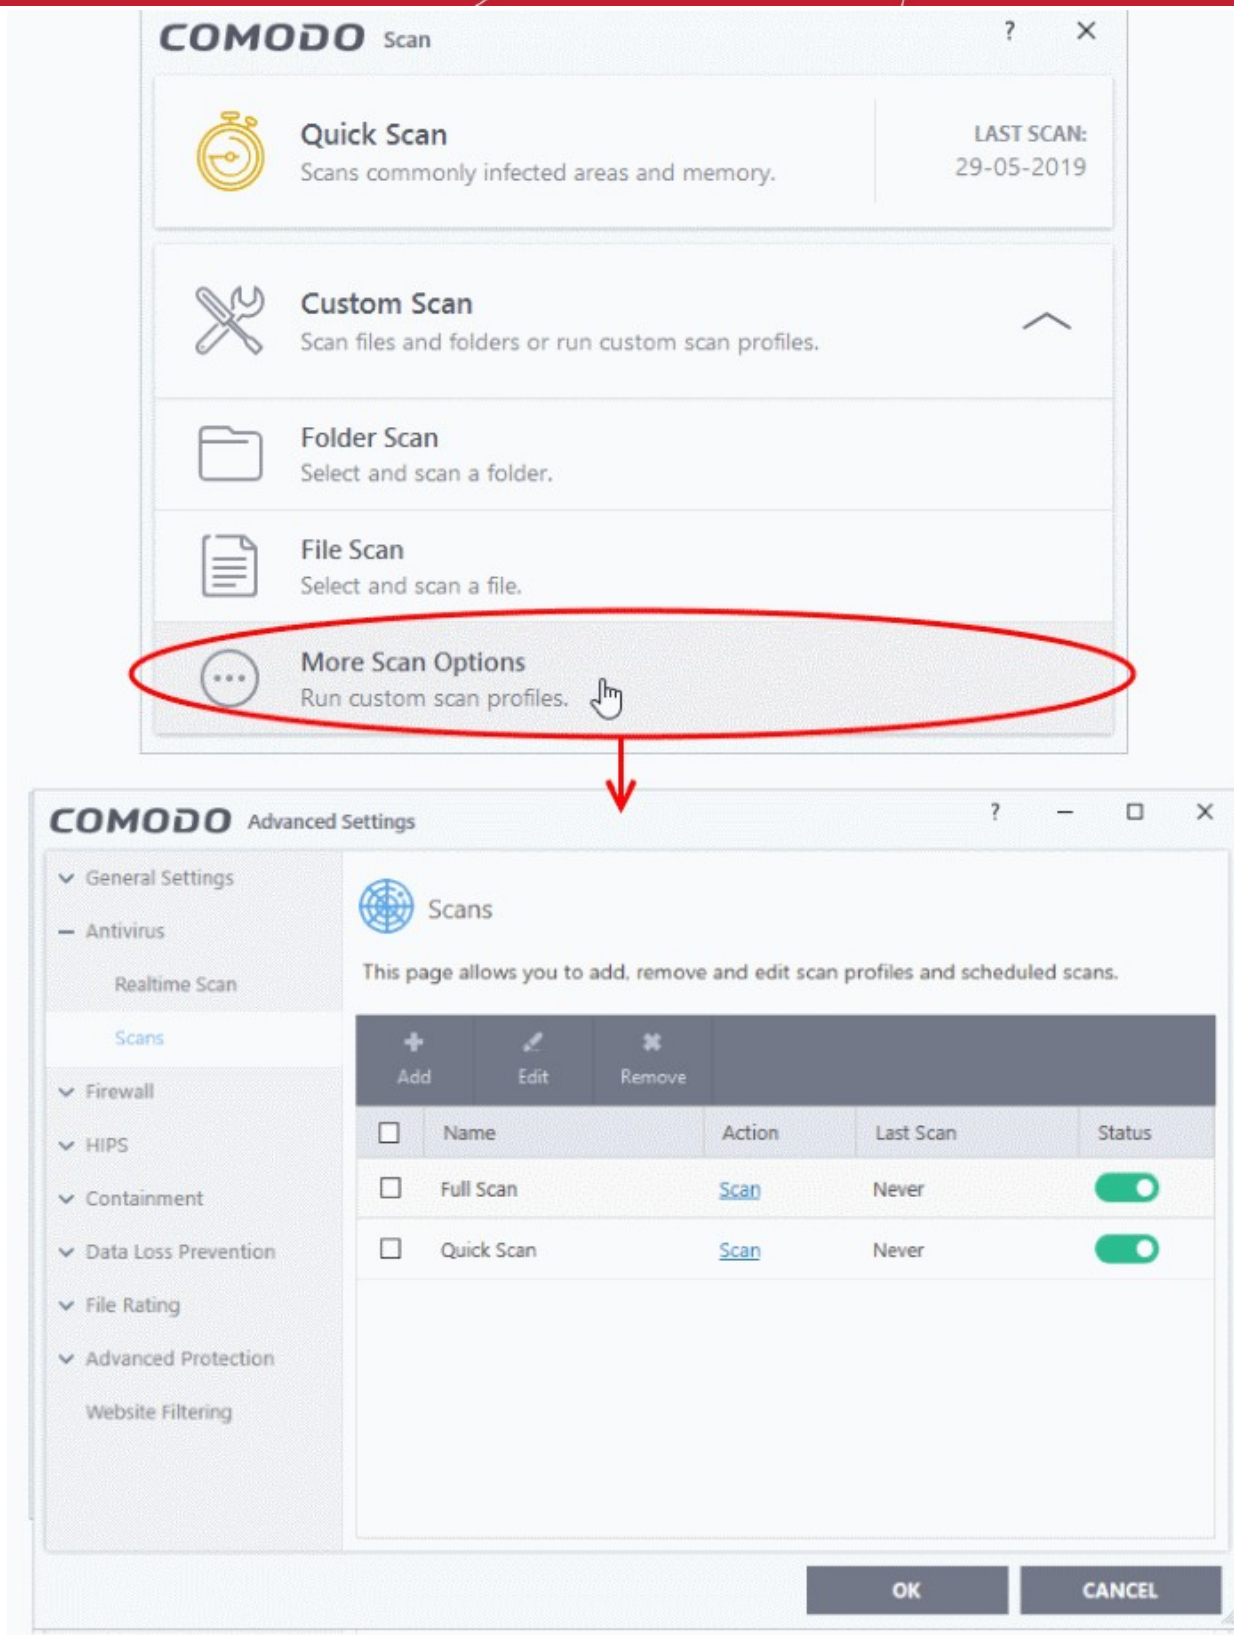 COMODO Scan ?
Quick Scan
Scans commonly infected areas and memory.
LAST SCAN:
29-05-2019
Custom Scan
Scan files and folders or run custom scan profiles.
Folder Scan
Select and scan a folder.
File Scan
Select and scan a file.
More Scan Options
Run custom scan profiles.
COMODO Advanced Settings ?
General Settings
Antivirus
Realtime Scan
Scans
Firewall
HIPS
Containment
Data Loss Prevention
File Rating
Advanced Protection
Website Filtering
Scans
This page allows you to add, remove and edit scan profiles and scheduled scans.
Add Edit Remove
Name Action Last Scan Status
Full Scan Scan Never
Quick Scan Scan Never
OK CANCEL